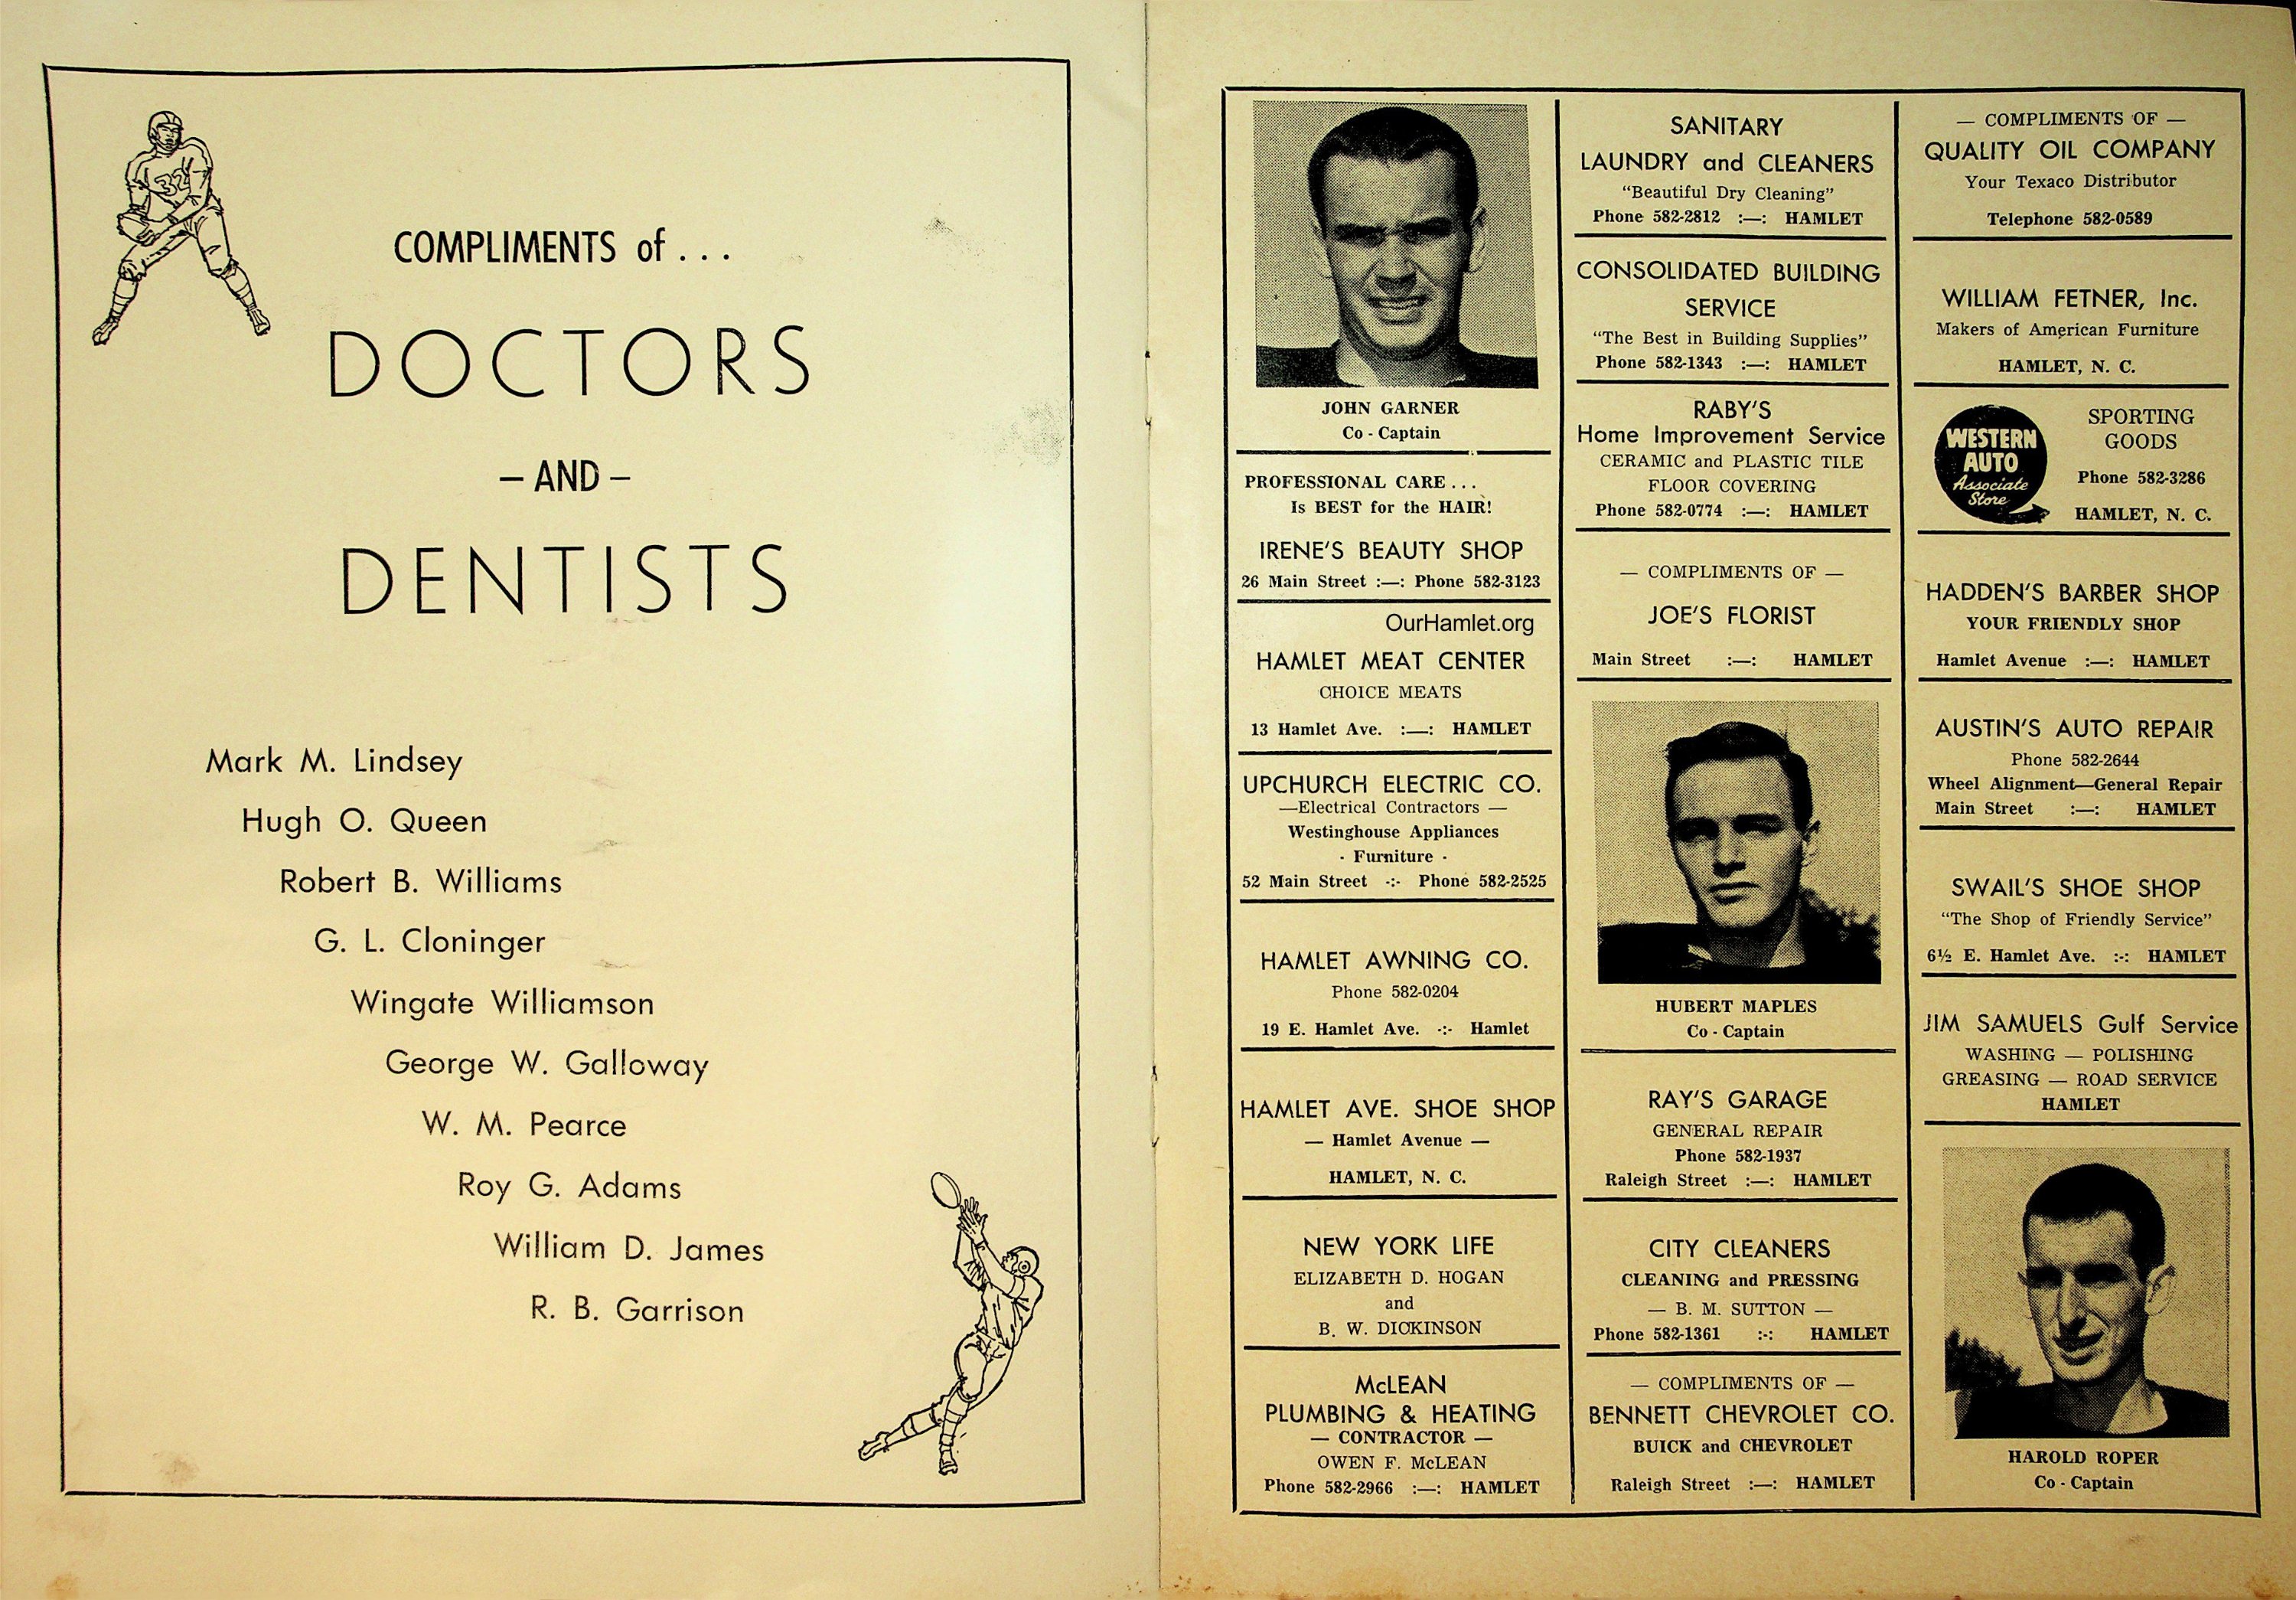 32
COMPLIMENTS of . . .
DOCTORS
– AND –
DENTISTS
Mark M. Lindsey
Hugh O. Queen
Robert B. Williams
G. L. Cloninger
Wingate Williamson
George W. Galloway
W. M. Pearce
Roy G. Adams
William D. James
R. B. Garrison
JOHN GARNER
Co - Captain
PROFESSIONAL CARE . . .
Is BEST for the HAIR!
IRENE'S BEAUTY SHOP
26 Main Street :—: Phone 582-3123
OurHamlet.org
HAMLET MEAT CENTER
CHOICE MEATS
13 Hamlet Ave. :—: HAMLET
UPCHURCH ELECTRIC CO.
—Electrical Contractors —
Westinghouse Appliances
- Furniture -
52 Main Street -:- Phone 582-2525
HAMLET AWNING CO.
Phone 582-0204
19 E. Hamlet Ave. -:- Hamlet
HAMLET AVE. SHOE SHOP
— Hamlet Avenue —
HAMLET, N. C.
NEW YORK LIFE
ELIZABETH D. HOGAN
and
B. W. DICKINSON
McLEAN
PLUMBING & HEATING
— CONTRACTOR —
OWEN F. McLEAN
Phone 582-2966 :—: HAMLET
SANITARY
LAUNDRY and CLEANERS
"Beautiful Dry Cleaning"
Phone 582-2812 :—: HAMLET
CONSOLIDATED BUILDING
SERVICE
"The Best in Building Supplies"
Phone 582-1343 :—: HAMLET
RABY'S
Home Improvement Service
CERAMIC and PLASTIC TILE
FLOOR COVERING
Phone 582-0774 :—: HAMLET
— COMPLIMENTS OF —
JOE'S FLORIST
Main Street :—: HAMLET
HUBERT MAPLES
Co - Captain
RAY'S GARAGE
GENERAL REPAIR
Phone 582-1937
Raleigh Street :—: HAMLET
CITY CLEANERS
CLEANING and PRESSING
— B. M. SUTTON —
Phone 582-1361 :-: HAMLET
— COMPLIMENTS OF —
BENNETT CHEVROLET CO.
BUICK and CHEVROLET
Raleigh Street :—: HAMLET
— COMPLIMENTS OF —
QUALITY OIL COMPANY
Your Texaco Distributor
Telephone 582-0589
WILLIAM FETNER, Inc.
Makers of American Furniture
HAMLET, N. C.
WESTERN
AUTO
Associate
Store
SPORTING
GOODS
Phone 582-3286
HAMLET, N. C.
HADDEN'S BARBER SHOP
YOUR FRIENDLY SHOP
Hamlet Avenue :—: HAMLET
AUSTIN'S AUTO REPAIR
Phone 582-2644
Wheel Alignment—General Repair
Main Street :—: HAMLET
SWAIL'S SHOE SHOP
"The Shop of Friendly Service"
6½ E. Hamlet Ave. :-: HAMLET
JIM SAMUELS Gulf Service
WASHING — POLISHING
GREASING — ROAD SERVICE
HAMLET
HAROLD ROPER
Co - Captain